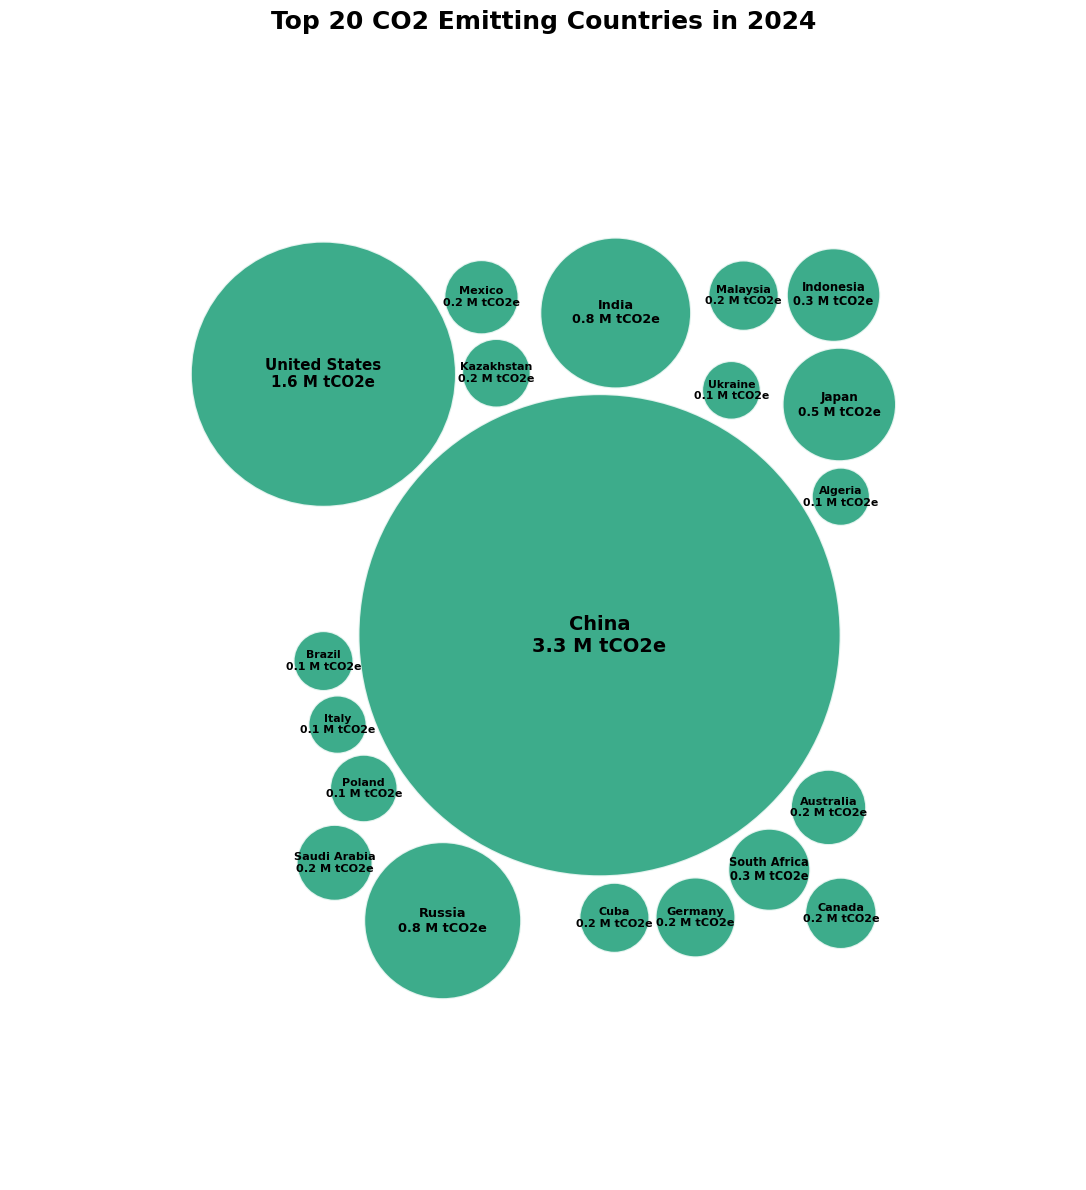 Top 20 CO2 Emitting Countries in 2024
United States
1.6 M tCO2e
Mexico
0.2 M tCO2e
Kazakhstan
0.2 M tCO2e
India
0.8 M tCO2e
Malaysia
0.2 M tCO2e
Indonesia
0.3 M tCO2e
Ukraine
0.1 M tCO2e
Japan
0.5 M tCO2e
Algeria
0.1 M tCO2e
China
3.3 M tCO2e
Brazil
0.1 M tCO2e
Italy
0.1 M tCO2e
Poland
0.1 M tCO2e
Saudi Arabia
0.2 M tCO2e
Russia
0.8 M tCO2e
Cuba
0.2 M tCO2e
Germany
0.2 M tCO2e
South Africa
0.3 M tCO2e
Australia
0.2 M tCO2e
Canada
0.2 M tCO2e